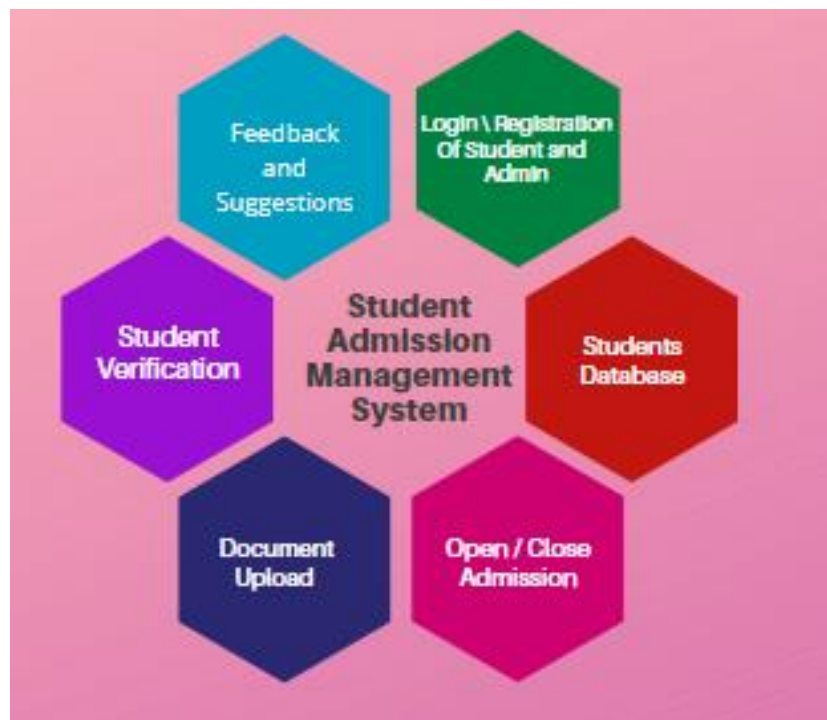 Feedback
and
Suggestions
Login \ Registration
Of Student and
Admin
Student
Verification
Student
Admission
Management
System
Students
Database
Document
Upload
Open / Close
Admission